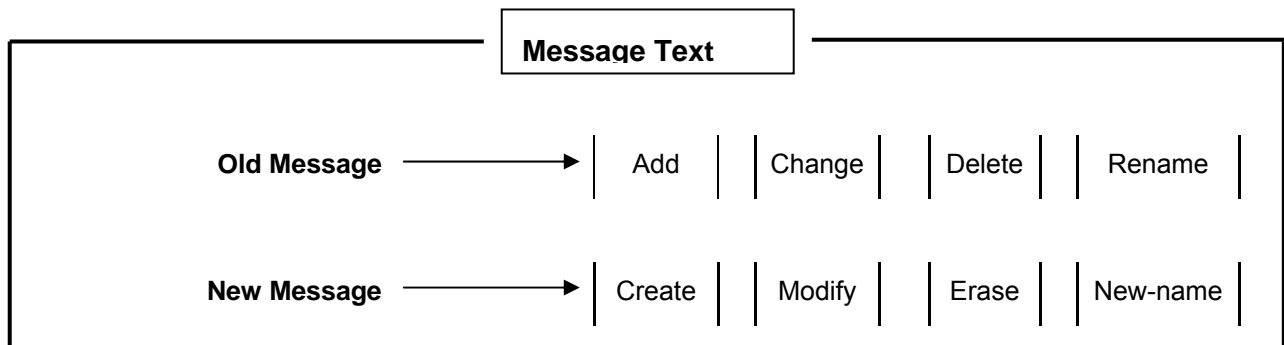 Message Text
Old Message Add Change Delete Rename
New Message Create Modify Erase New-name